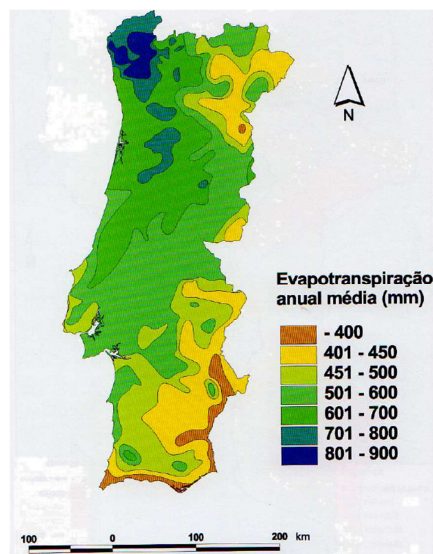 N
Evapotranspiração
anual média (mm)
- 400
401 - 450
451 - 500
501 - 600
601 - 700
701 - 800
801 - 900
100 0 100 200 km